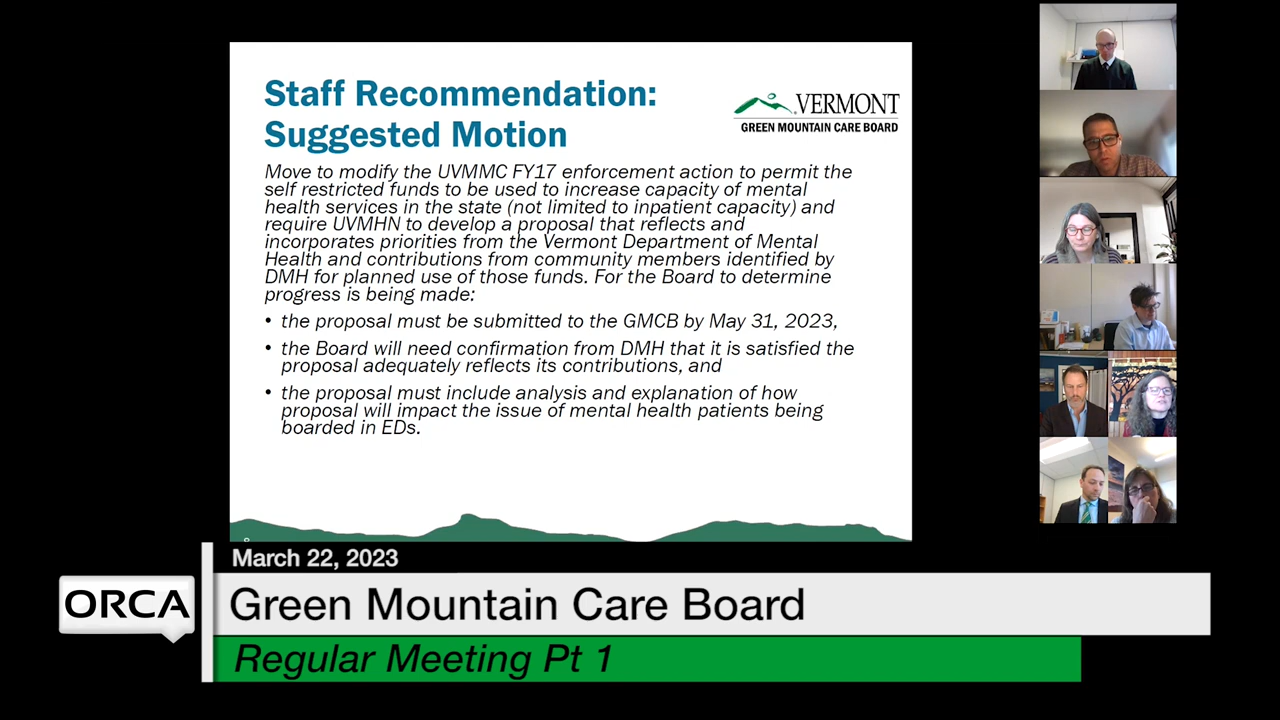 Staff Recommendation:
Suggested Motion
VERMONT
GREEN MOUNTAIN CARE BOARD
Move to modify the UVMMC FY17 enforcement action to permit the
self restricted funds to be used to increase capacity of mental
health services in the state (not limited to inpatient capacity) and
require UVMHN to develop a proposal that reflects and
incorporates priorities from the Vermont Department of Mental
Health and contributions from community members identified by
DMH for planned use of those funds. For the Board to determine
progress is being made:
• the proposal must be submitted to the GMCB by May 31, 2023,
• the Board will need confirmation from DMH that it is satisfied the
proposal adequately reflects its contributions, and
• the proposal must include analysis and explanation of how
proposal will impact the issue of mental health patients being
boarded in EDs.
March 22, 2023
ORCA
Green Mountain Care Board
Regular Meeting Pt 1